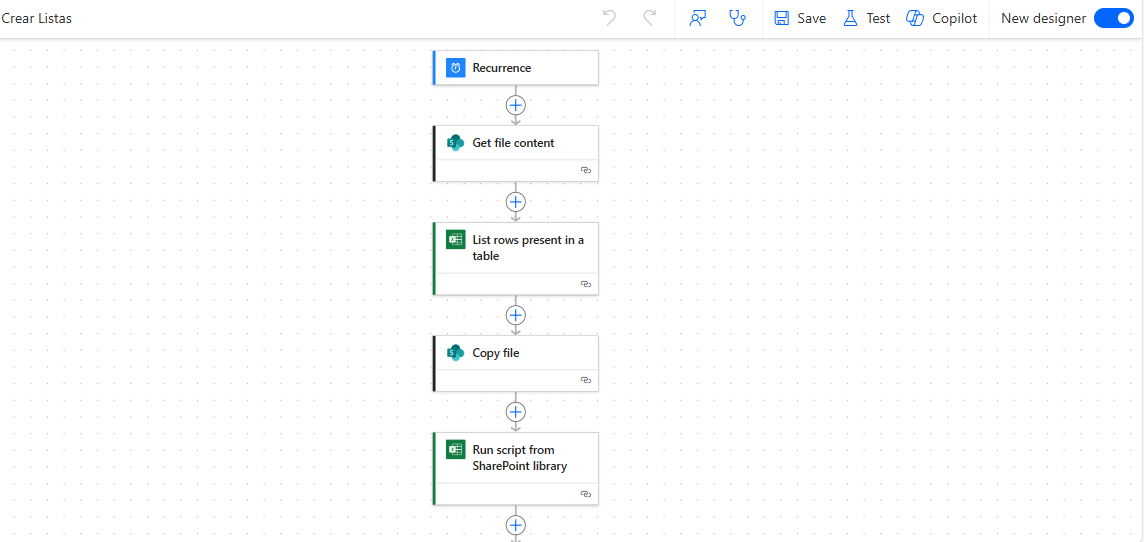 Crear Listas
Save
Test
Copilot
New designer
Recurrence
Get file content
List rows present in a
table
Copy file
Run script from
SharePoint library